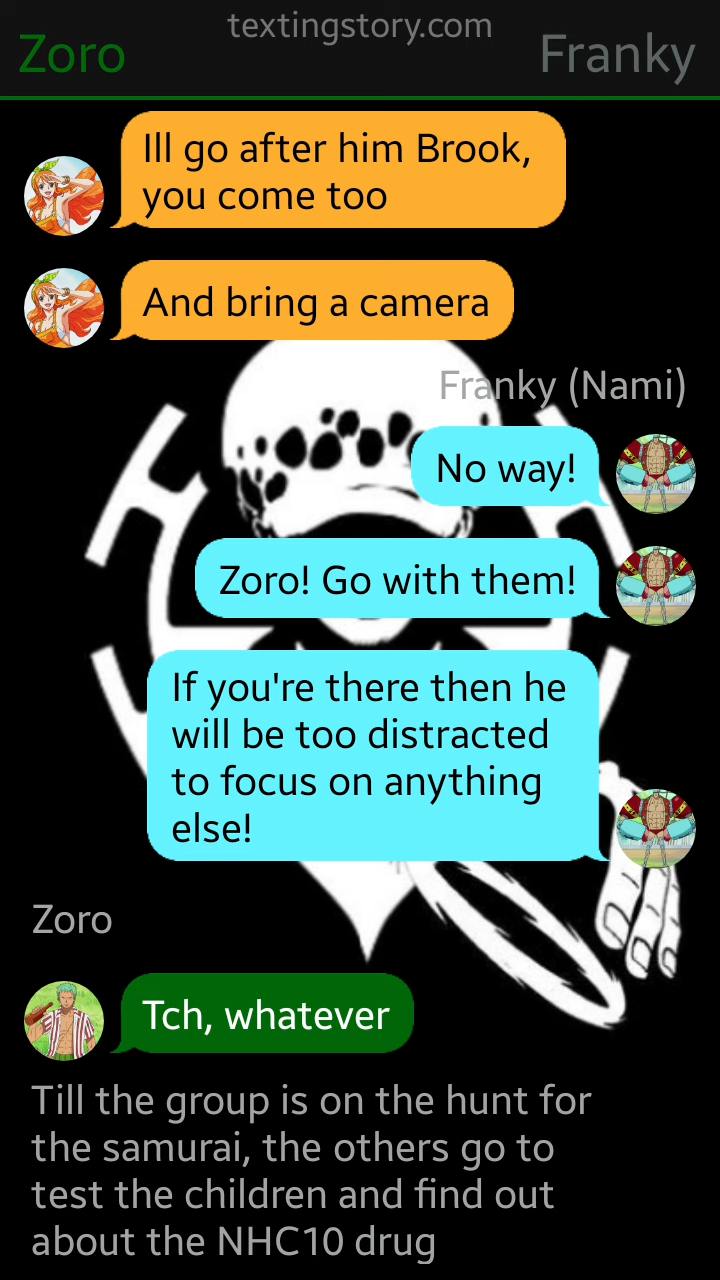 textingstory.com
Zoro
Franky
Ill go after him Brook,
you come too
And bring a camera
Franky (Nami)
No way!
Zoro! Go with them!
If you're there then he
will be too distracted
to focus on anything
else!
Zoro
Tch, whatever
Till the group is on the hunt for
the samurai, the others go to
test the children and find out
about the NHC10 drug